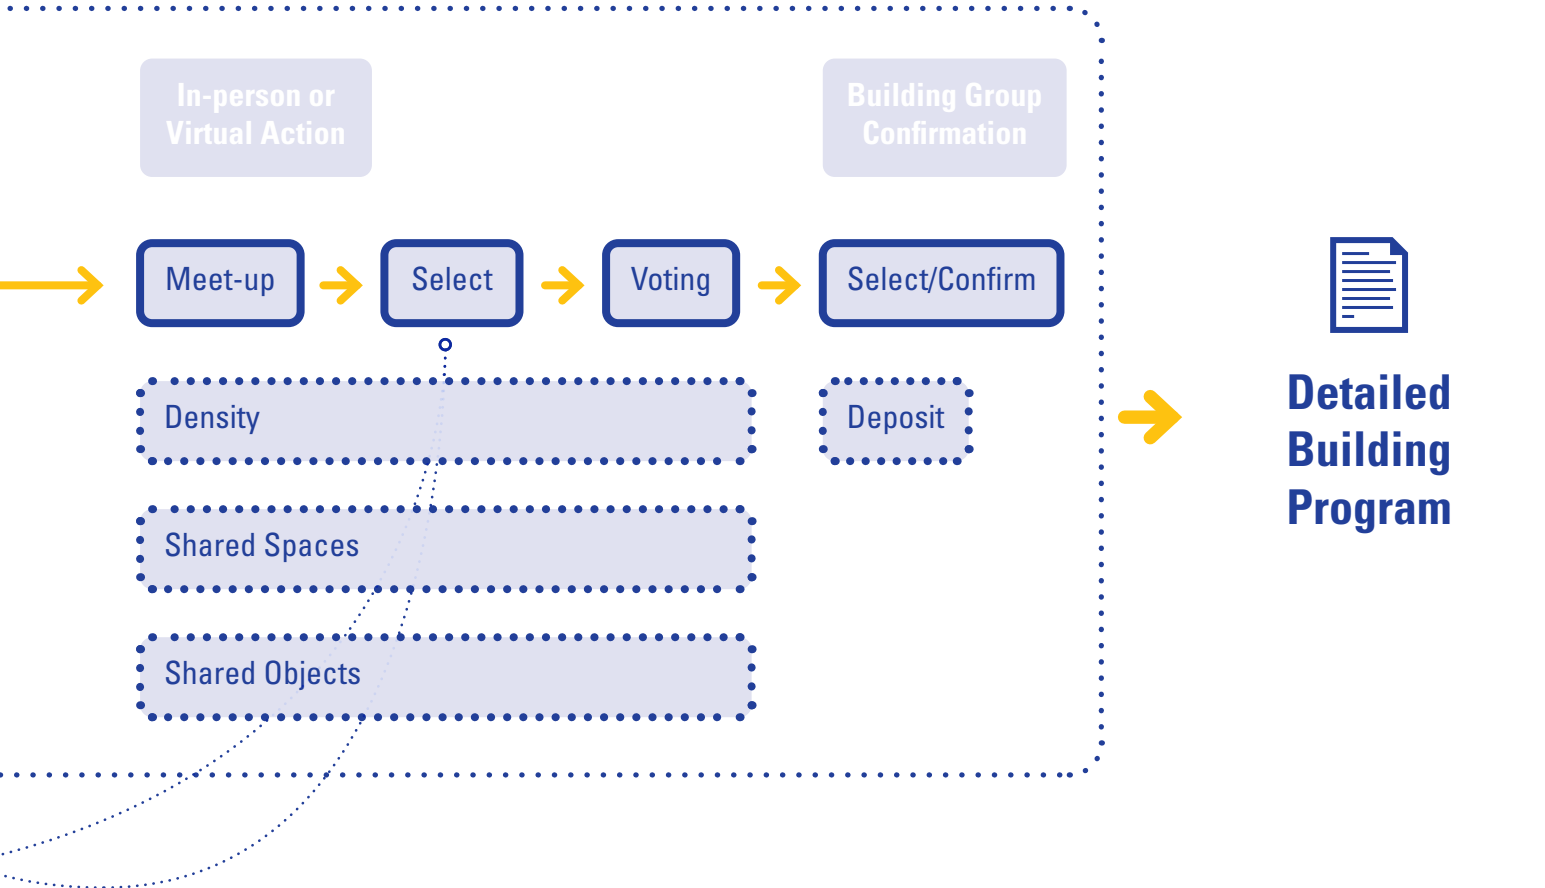 In-person or
Virtual Action
Building Group
Confirmation
Meet-up
Select
Voting
Select/Confirm
Density
Deposit
Shared Spaces
Shared Objects
Detailed
Building
Program